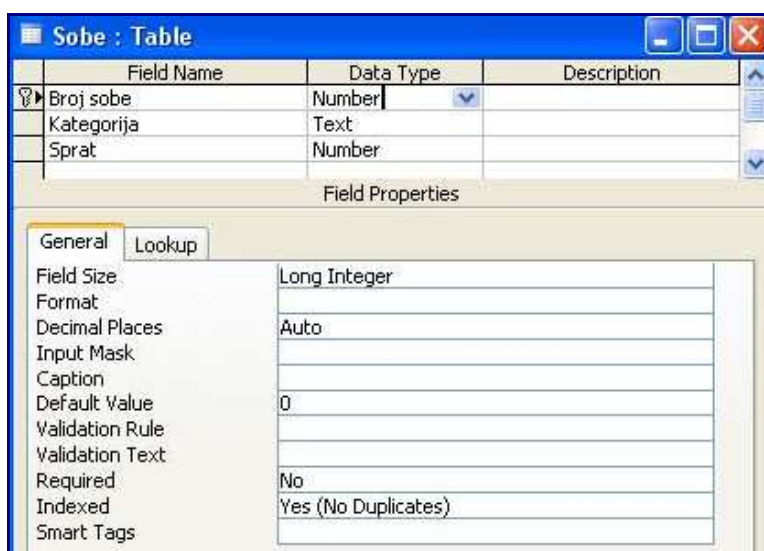 Sobe : Table
Field Name Data Type Description
Broj sobe Number
Kategorija Text
Sprat Number
Field Properties
General Lookup
Field Size Long Integer
Format
Decimal Places Auto
Input Mask
Caption
Default Value 0
Validation Rule
Validation Text
Required No
Indexed Yes (No Duplicates)
Smart Tags